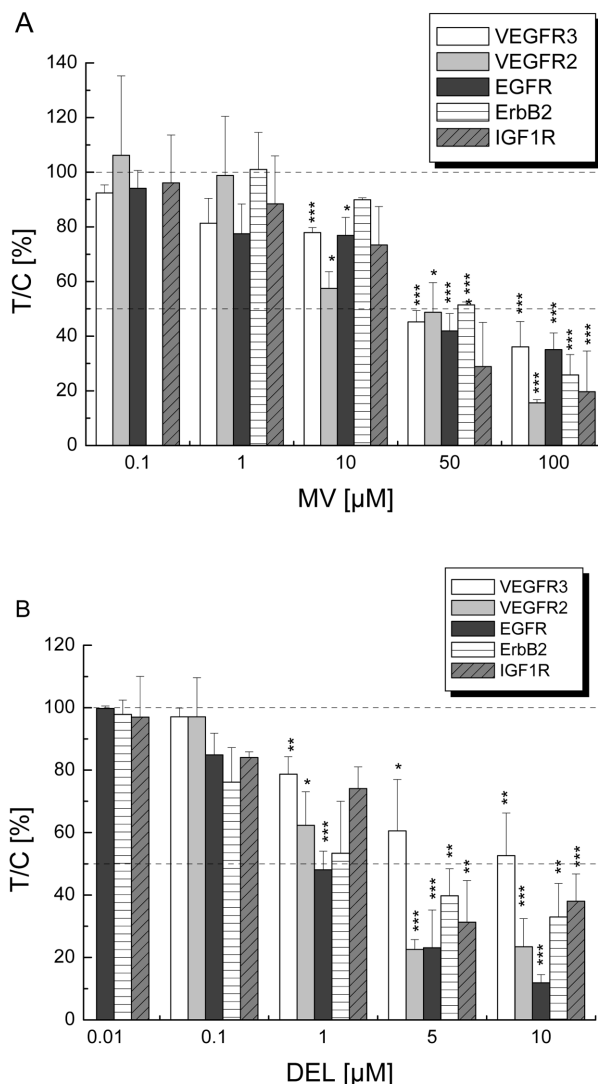 A
VEGFR3
VEGFR2
EGFR
ErbB2
IGF1R
140
120
100
80
60
40
20
0
T/C [%]
***
*
*
***
*
***
****
***
***
***
***
***
0.1 1 10 50 100
MV [µM]
B
VEGFR3
VEGFR2
EGFR
ErbB2
IGF1R
120
100
80
60
40
20
0
T/C [%]
**
*
***
*
***
***
**
**
**
***
***
**
***
0.01 0.1 1 5 10
DEL [µM]